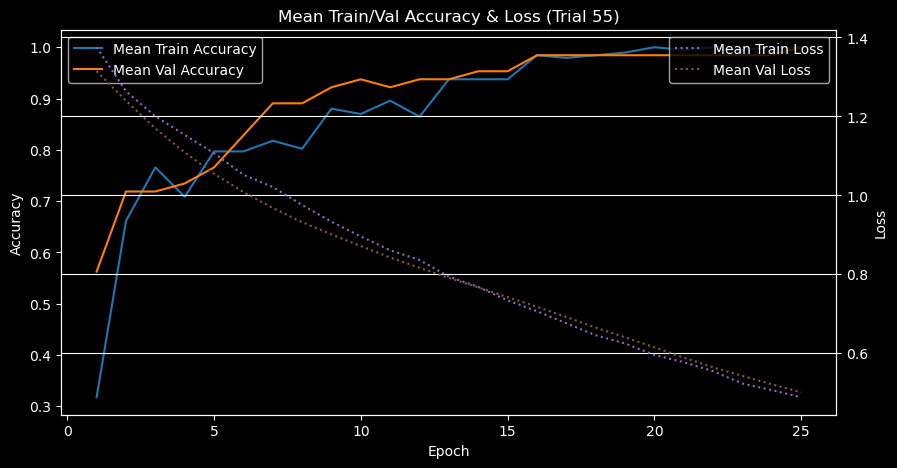 Mean Train/Val Accuracy & Loss (Trial 55)
Mean Train Accuracy
Mean Val Accuracy
Mean Train Loss
Mean Val Loss
Accuracy
1.0
0.9
0.8
0.7
0.6
0.5
0.4
0.3
1.4
1.2
1.0
0.8
0.6
Loss
0
5
10
15
20
25
Epoch